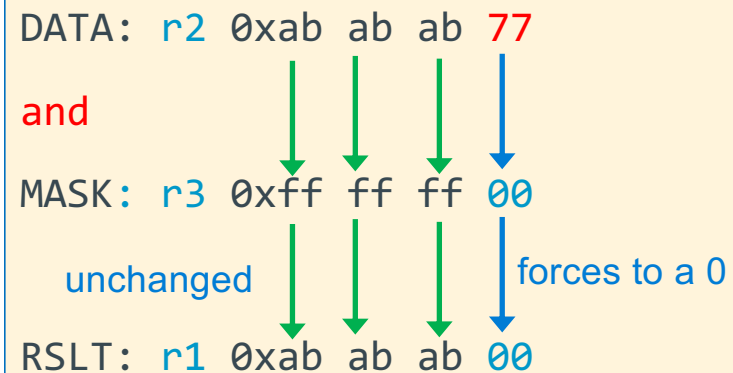 DATA: r2 0xab ab ab 77
and
MASK: r3 0xff ff ff 00
unchanged forces to a 0
RSLT: r1 0xab ab ab 00